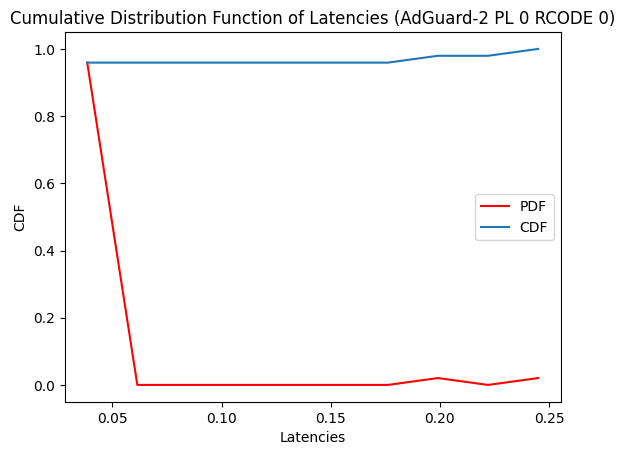 Cumulative Distribution Function of Latencies (AdGuard-2 PL 0 RCODE 0)
1.0
0.8
0.6
0.4
0.2
0.0
CDF
PDF
CDF
0.05 0.10 0.15 0.20 0.25
Latencies